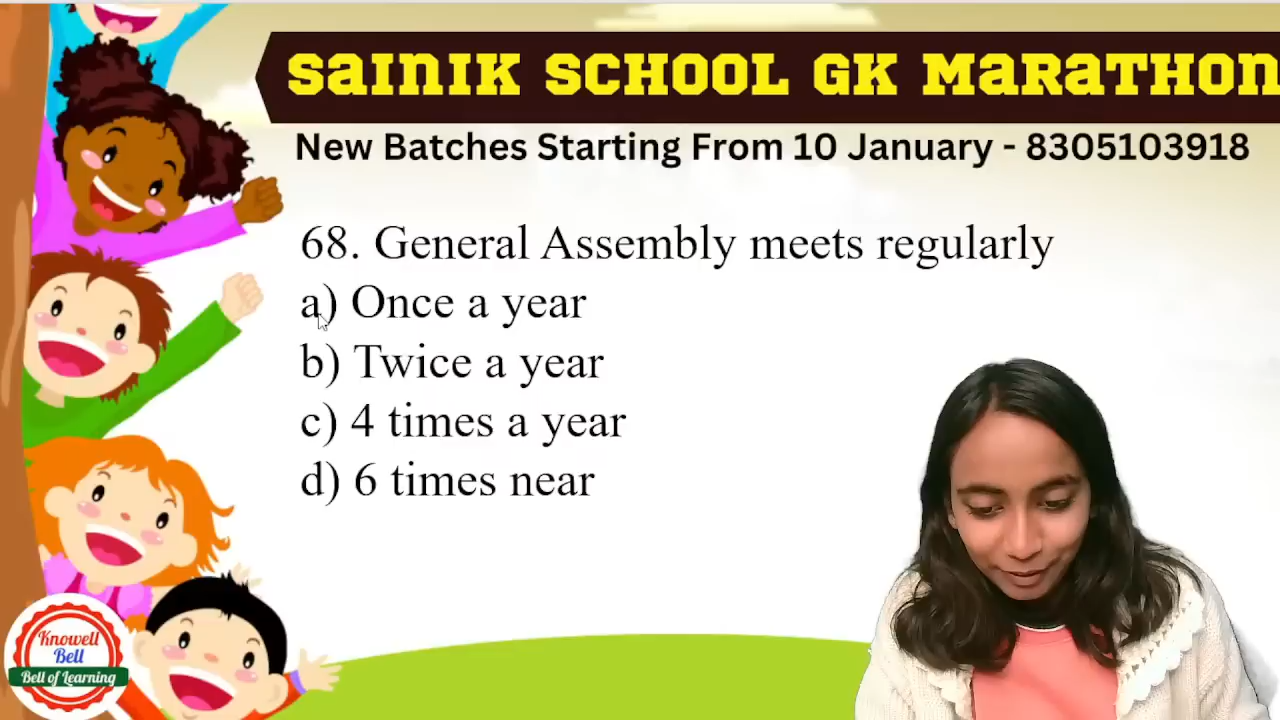 SAINIK SCHOOL GK MARATHON
New Batches Starting From 10 January - 8305103918
68. General Assembly meets regularly
a) Once a year
b) Twice a year
c) 4 times a year
d) 6 times near
Knowell
Bell
Bell of Learning